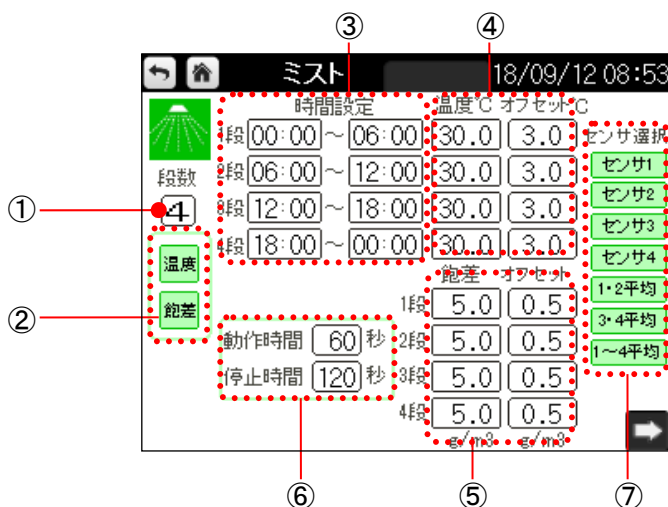 ③ ④
ミスト 18/09/12 08:53
時間設定 温度℃ オフセット℃
センサ選択
1段 00:00 ~ 06:00 30.0 3.0
センサ1
段数 2段 06:00 ~ 12:00 30.0 3.0
センサ2
① 4 3段 12:00 ~ 18:00 30.0 3.0
センサ3
4段 18:00 ~ 00:00 30.0 3.0
センサ4
温度
飽差 オフセット
1・2平均
② 飽差 1段 5.0 0.5
3・4平均
動作時間 60 秒 2段 5.0 0.5
1~4平均
停止時間 120 秒 3段 5.0 0.5
4段 5.0 0.5
g/m3 g/m3
⑥ ⑤ ⑦